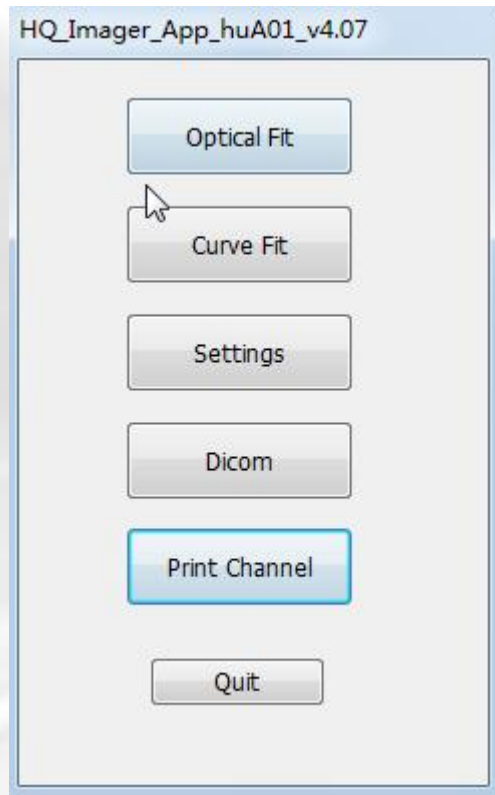 HQ_Imager_App_huA01_v4.07
Optical Fit
Curve Fit
Settings
Dicom
Print Channel
Quit